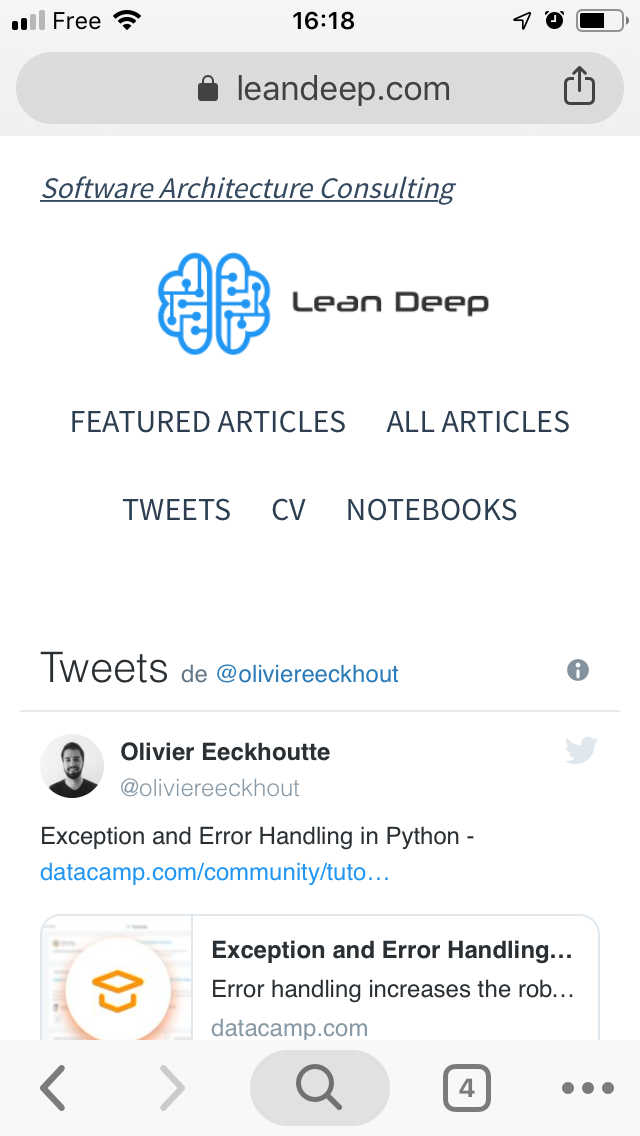 Free 16:18
leandeep.com
Software Architecture Consulting
Lean Deep
FEATURED ARTICLES ALL ARTICLES
TWEETS CV NOTEBOOKS
Tweets de @oliviereeckhout
Olivier Eeckhoutte
@oliviereeckhout
Exception and Error Handling in Python -
datacamp.com/community/tuto…
Exception and Error Handling…
Error handling increases the rob…
datacamp.com
4